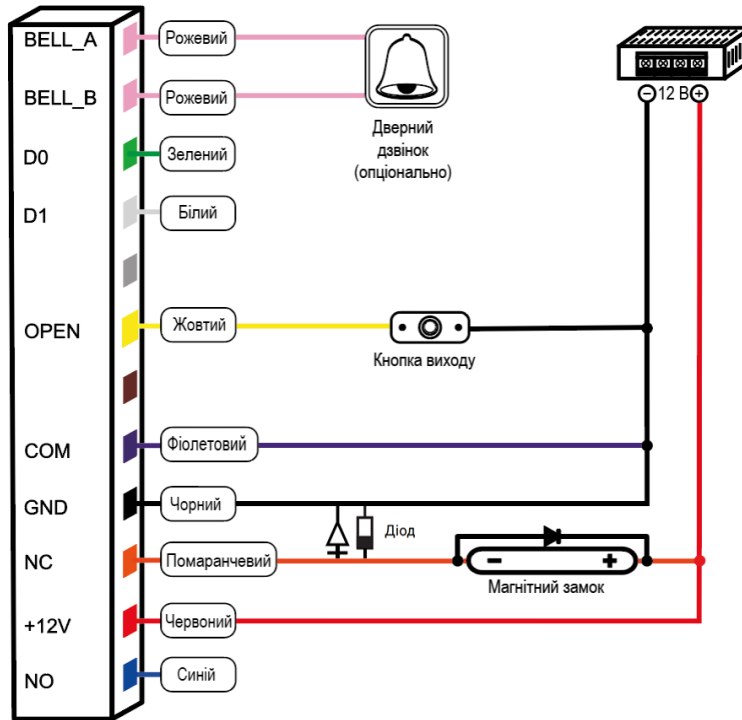 BELL_A
Рожевий
BELL_B
Рожевий
Дверний
дзвінок
(опціонально)
− 12 В +
D0
Зелений
D1
Білий
OPEN
Жовтий
Кнопка виходу
COM
Фіолетовий
GND
Чорний
Діод
NC
Помаранчевий
− +
Магнітний замок
+12V
Червоний
NO
Синій